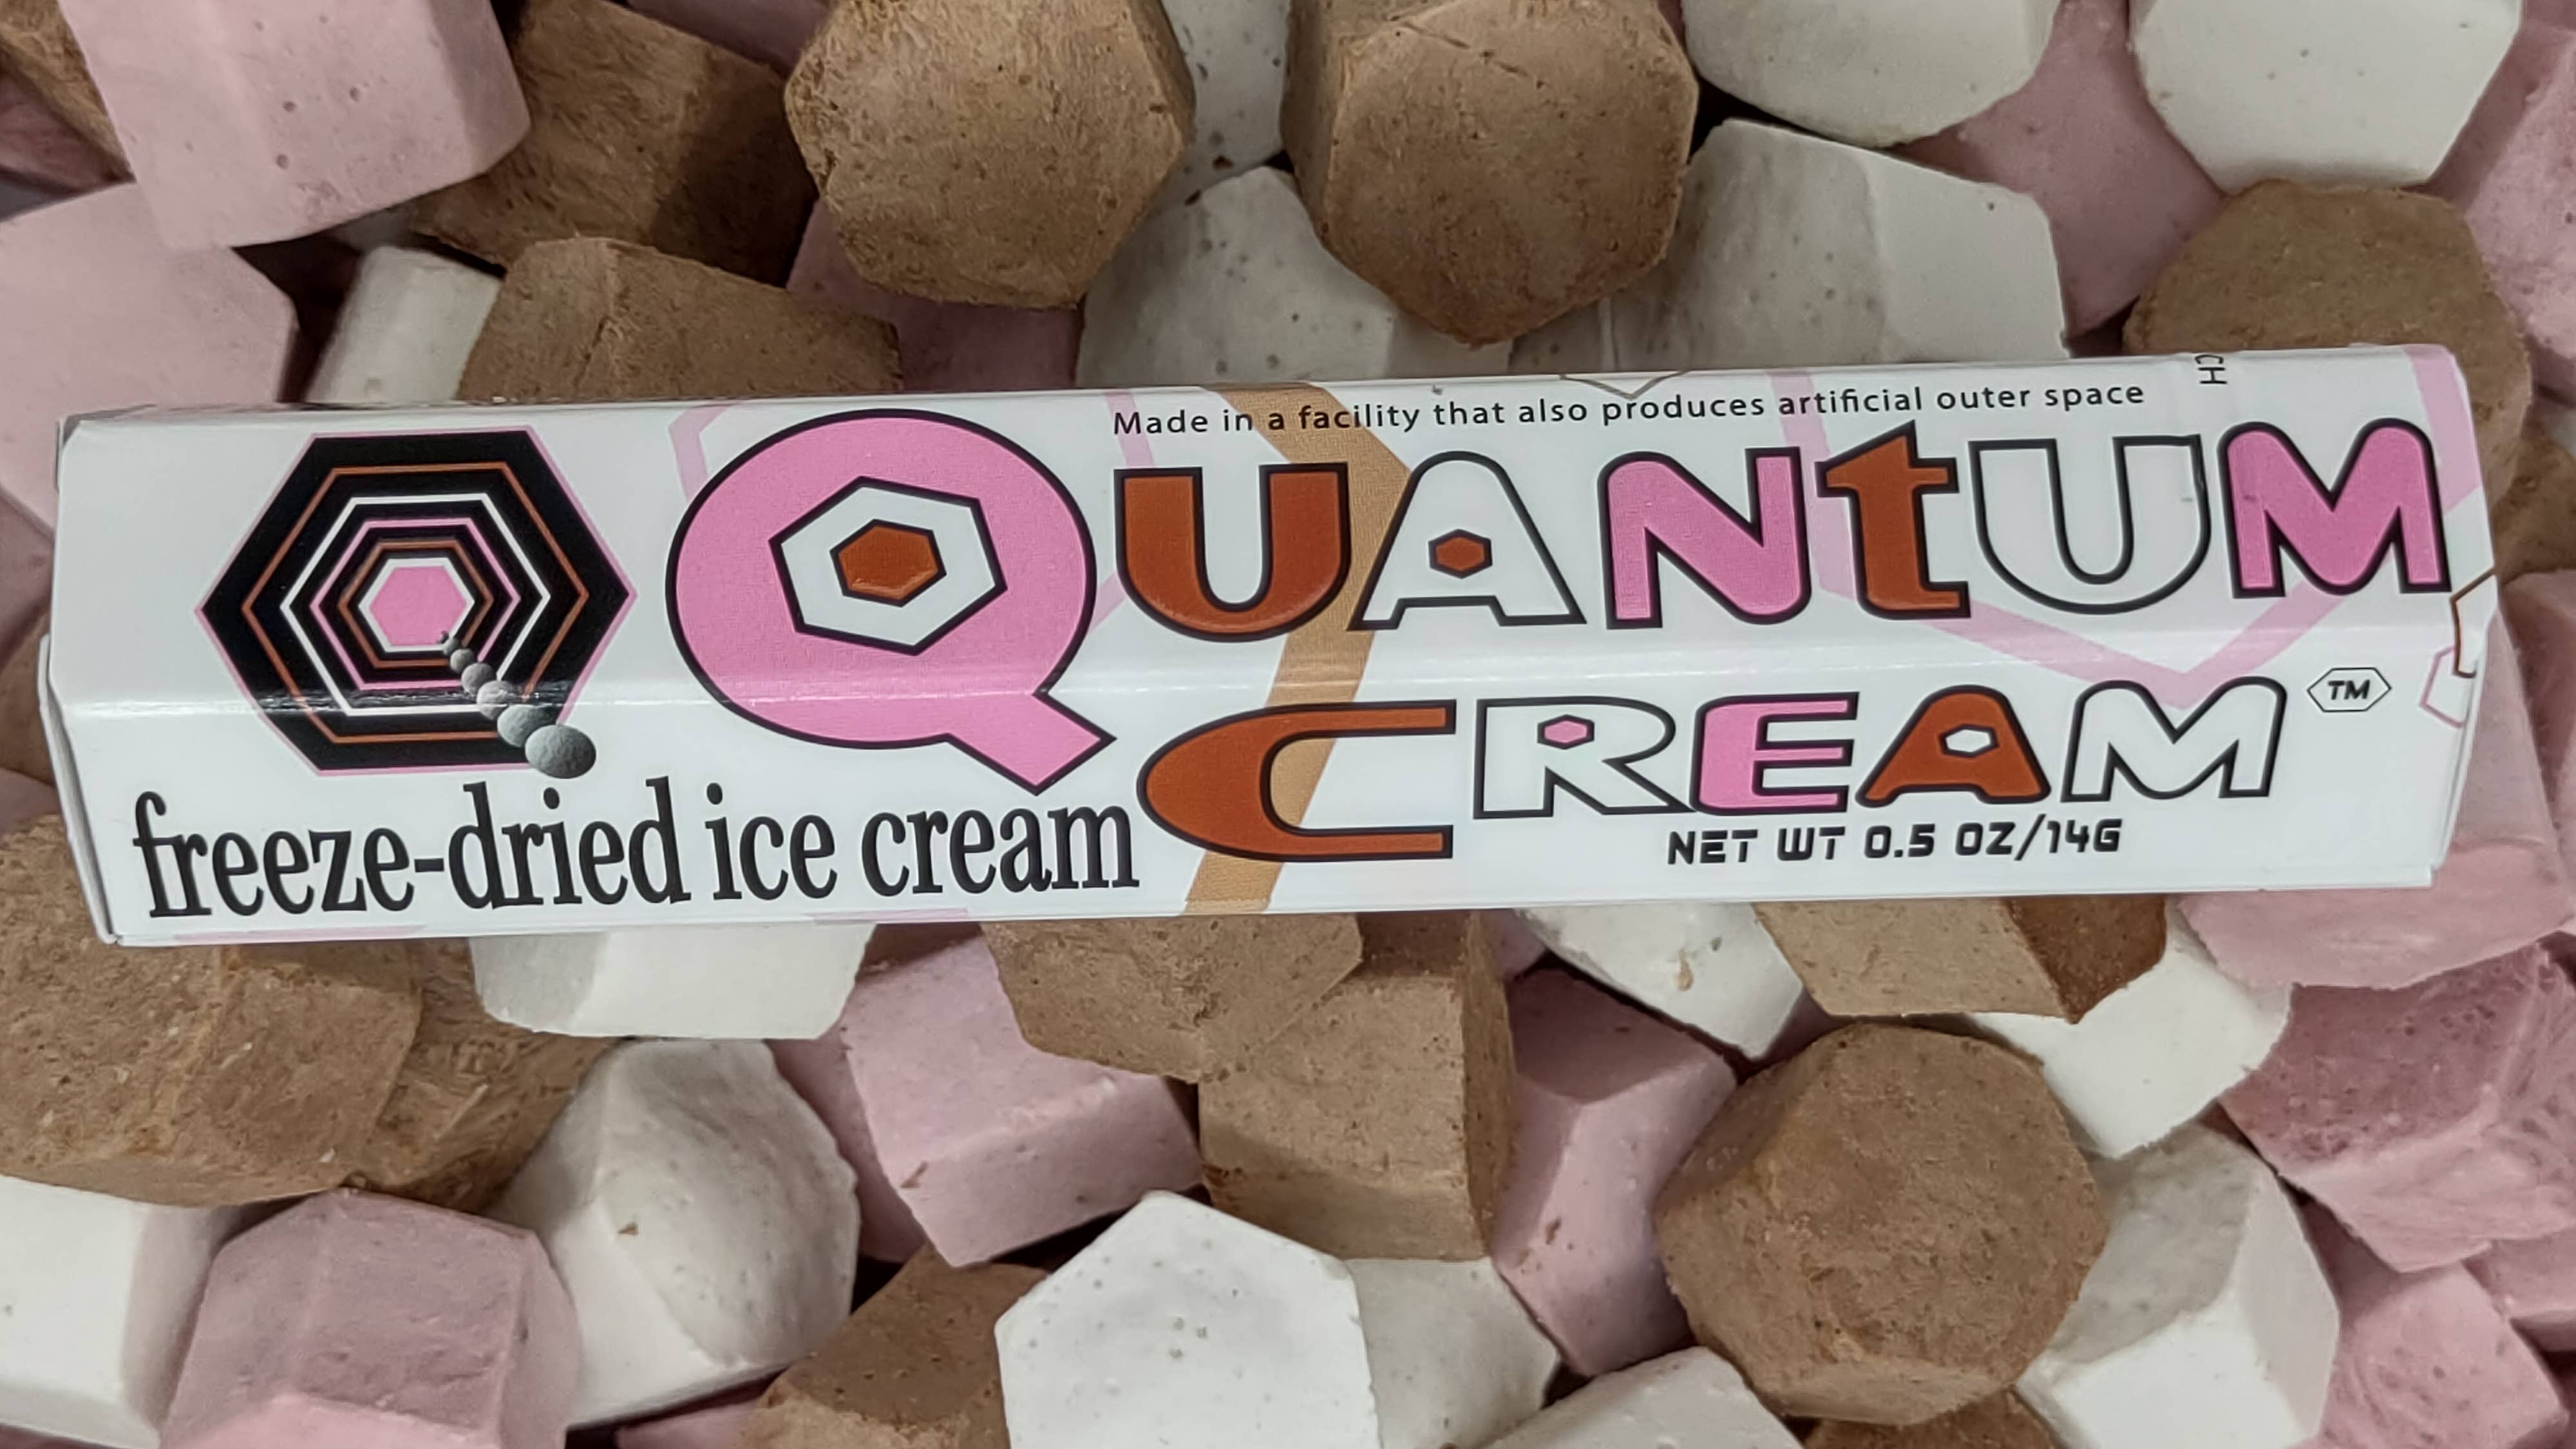 Made in a facility that also produces artificial outer space
CH
QUANtUM
CREAM TM
freeze-dried ice cream
NET WT 0.5 OZ/14G